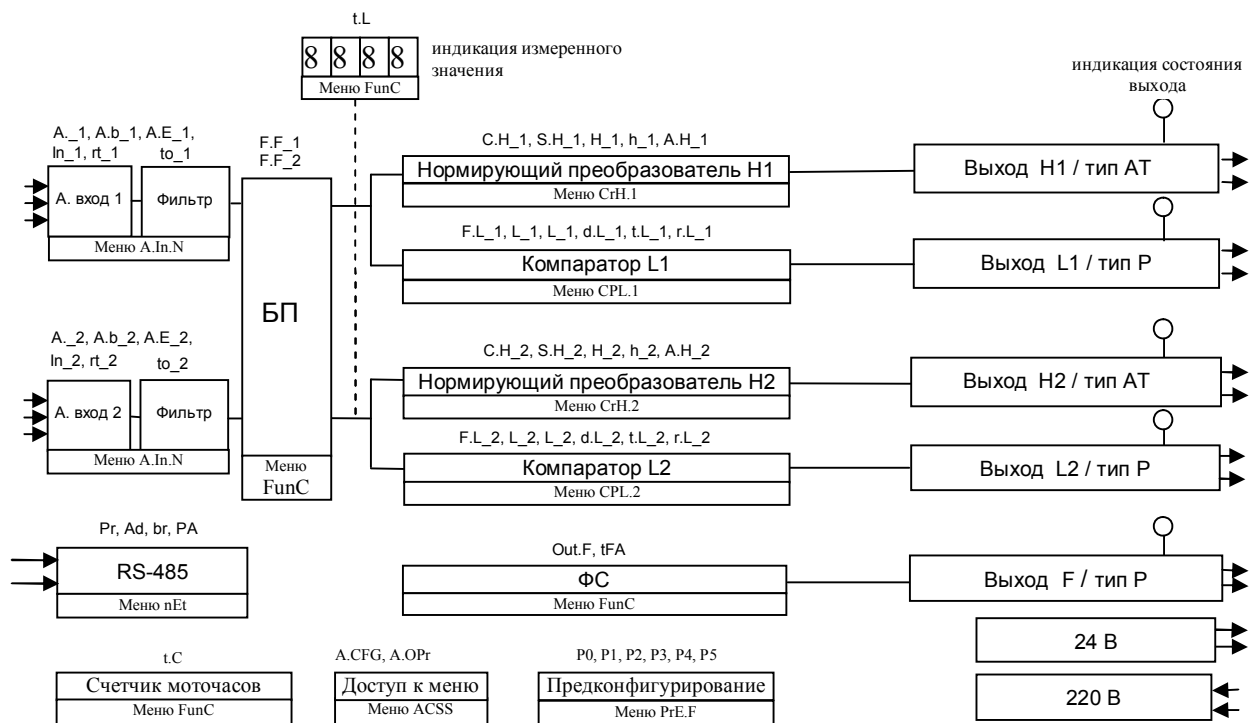 t.L
8 8 8 8
индикация измеренного
значения
Меню FunC
индикация состояния
выхода
A._1, A.b_1, A.E_1,
In_1, rt_1
to_1
А. вход 1
Фильтр
Меню A.In.N
F.F_1
F.F_2
БП
Меню
FunC
C.H_1, S.H_1, H_1, h_1, A.H_1
Нормирующий преобразователь H1
Меню CrH.1
Выход H1 / тип АТ
F.L_1, L_1, L_1, d.L_1, t.L_1, r.L_1
Компаратор L1
Меню CPL.1
Выход L1 / тип Р
A._2, A.b_2, A.E_2,
In_2, rt_2
to_2
А. вход 2
Фильтр
Меню A.In.N
C.H_2, S.H_2, H_2, h_2, A.H_2
Нормирующий преобразователь H2
Меню CrH.2
Выход H2 / тип АТ
F.L_2, L_2, L_2, d.L_2, t.L_2, r.L_2
Компаратор L2
Меню CPL.2
Выход L2 / тип Р
Pr, Ad, br, PA
RS-485
Меню nEt
Out.F, tFA
ФС
Меню FunC
Выход F / тип Р
24 В
220 В
t.C
Счетчик моточасов
Меню FunC
A.CFG, A.OPr
Доступ к меню
Меню ACSS
P0, P1, P2, P3, P4, P5
Предконфигурирование
Меню PrE.F